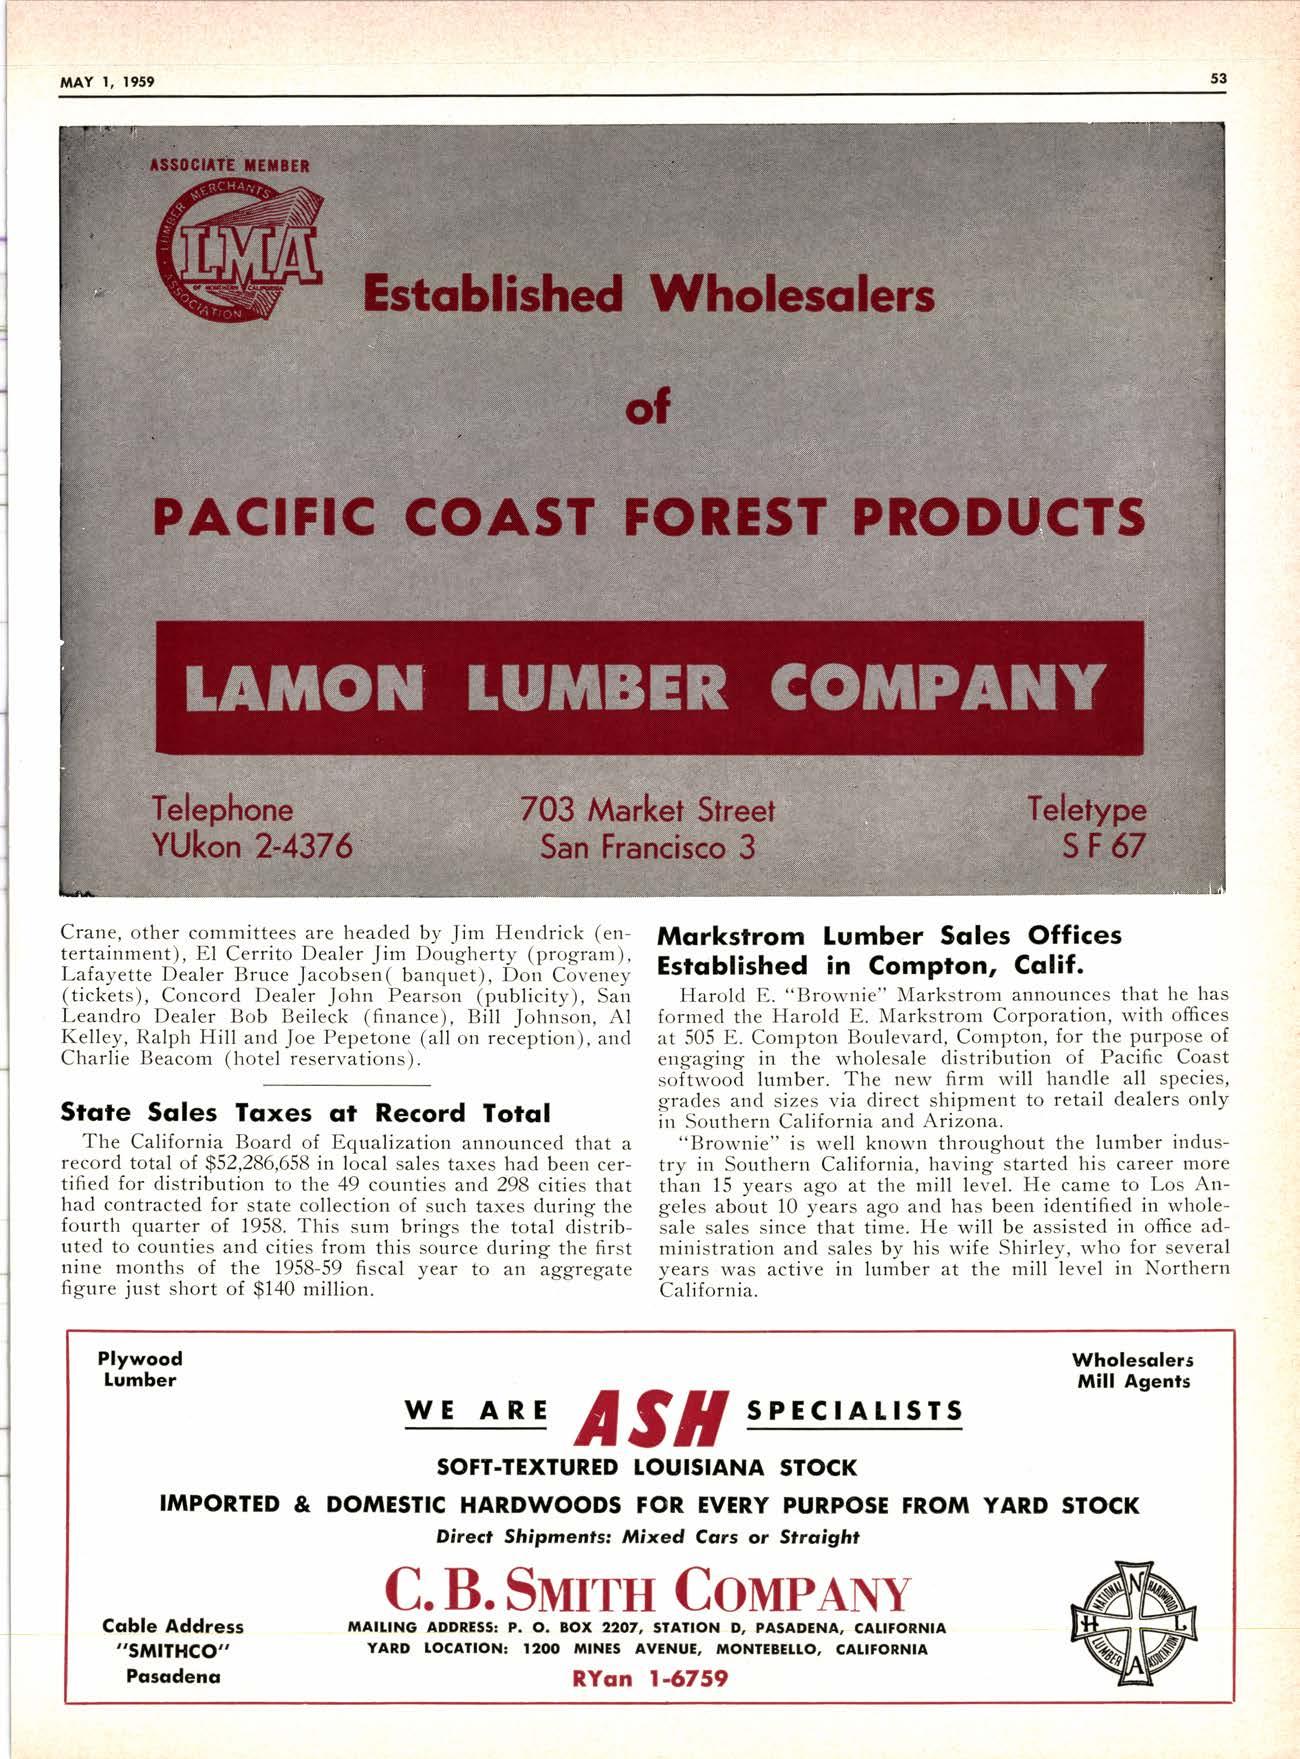 MAY 1, 1959
53
ASSOCIATE MEMBER
LUMBER MERCHANTS
LMA
OF NORTHERN CALIFORNIA
ASSOCIATION
Established Wholesalers
of
PACIFIC COAST FOREST PRODUCTS
LAMON LUMBER COMPANY
Telephone
YUkon 2-4376
703 Market Street
San Francisco 3
Teletype
S F 67
Crane, other committees are headed by Jim Hendrick (en-
tertainment), El Cerrito Dealer Jim Dougherty (program),
Lafayette Dealer Bruce Jacobsen( banquet), Don Coveney
(tickets), Concord Dealer John Pearson (publicity), San
Leandro Dealer Bob Beileck (finance), Bill Johnson, Al
Kelley, Ralph Hill and Joe Pepetone (all on reception), and
Charlie Beacom (hotel reservations).
State Sales Taxes at Record Total
The California Board of Equalization announced that a
record total of $52,286,658 in local sales taxes had been cer-
tified for distribution to the 49 counties and 298 cities that
had contracted for state collection of such taxes during the
fourth quarter of 1958. This sum brings the total distrib-
uted to counties and cities from this source during the first
nine months of the 1958-59 fiscal year to an aggregate
figure just short of $140 million.
Markstrom Lumber Sales Offices
Established in Compton, Calif.
Harold E. "Brownie" Markstrom announces that he has
formed the Harold E. Markstrom Corporation, with offices
at 505 E. Compton Boulevard, Compton, for the purpose of
engaging in the wholesale distribution of Pacific Coast
softwood lumber. The new firm will handle all species,
grades and sizes via direct shipment to retail dealers only
in Southern California and Arizona.
"Brownie" is well known throughout the lumber indus-
try in Southern California, having started his career more
than 15 years ago at the mill level. He came to Los An-
geles about 10 years ago and has been identified in whole-
sale sales since that time. He will be assisted in office ad-
ministration and sales by his wife Shirley, who for several
years was active in lumber at the mill level in Northern
California.
Plywood
Lumber
Wholesalers
Mill Agents
WE ARE ASH SPECIALISTS
SOFT-TEXTURED LOUISIANA STOCK
IMPORTED & DOMESTIC HARDWOODS FOR EVERY PURPOSE FROM YARD STOCK
Direct Shipments: Mixed Cars or Straight
C. B. SMITH COMPANY
Cable Address
"SMITHCO"
Pasadena
MAILING ADDRESS: P. O. BOX 2207, STATION D, PASADENA, CALIFORNIA
YARD LOCATION: 1200 MINES AVENUE, MONTEBELLO, CALIFORNIA
RYan 1-6759
NATIONAL HARDWOOD
LUMBER ASSOCIATION
N H L A